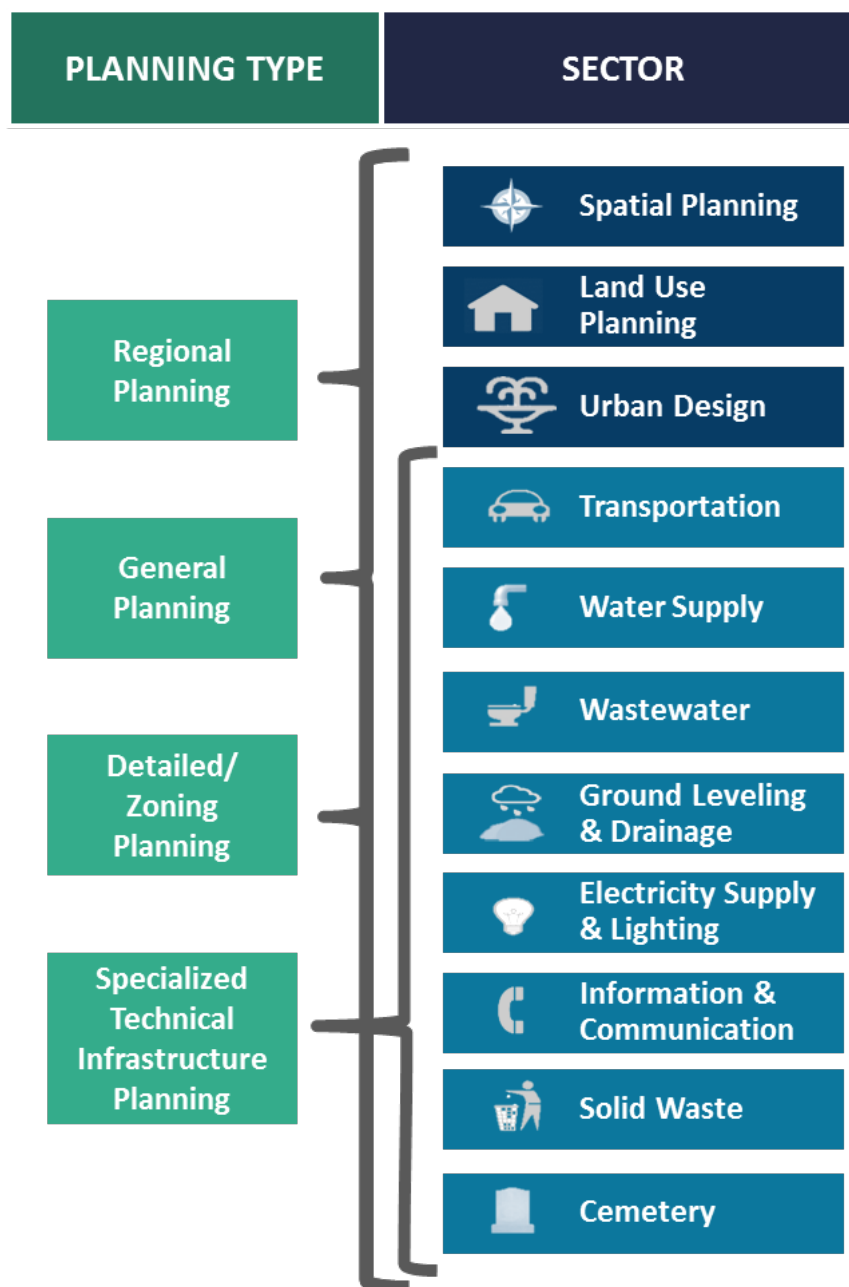 PLANNING TYPE
SECTOR
Regional
Planning
General
Planning
Detailed/
Zoning
Planning
Specialized
Technical
Infrastructure
Planning
Spatial Planning
Land Use
Planning
Urban Design
Transportation
Water Supply
Wastewater
Ground Leveling
& Drainage
Electricity Supply
& Lighting
Information &
Communication
Solid Waste
Cemetery